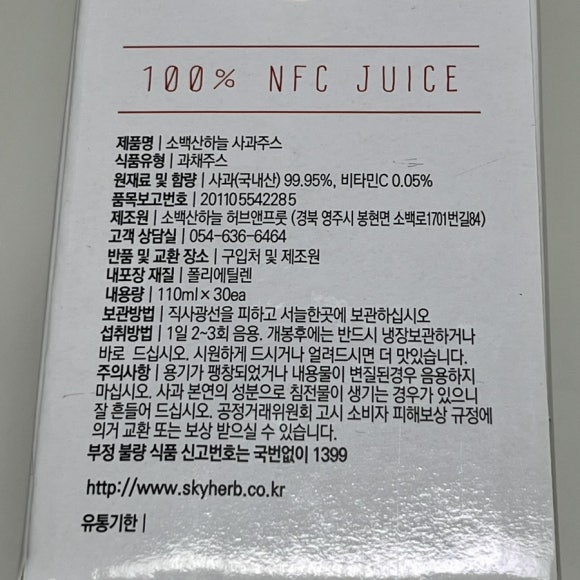 100% NFC JUICE
제품명 | 소백산하늘 사과주스
식품유형 | 과채주스
원재료 및 함량 | 사과(국내산) 99.95%, 비타민C 0.05%
품목보고번호 | 201105542285
제조원 | 소백산하늘 허브앤프룻 (경북 영주시 봉현면 소백로1701번길84)
고객 상담실 | 054-636-6464
반품 및 교환 장소 | 구입처 및 제조원
내포장 재질 | 폴리에틸렌
내용량 | 110ml×30ea
보관방법 | 직사광선을 피하고 서늘한곳에 보관하십시오
섭취방법 | 1일 2~3회 음용. 개봉후에는 반드시 냉장보관하거나
바로 드십시오. 시원하게 드시거나 얼려드시면 더 맛있습니다.
주의사항 | 용기가 팽창되었거나 내용물이 변질된경우 음용하지
마십시오. 사과 본연의 성분으로 침전물이 생기는 경우가 있으니
잘 흔들어 드십시오. 공정거래위원회 고시 소비자 피해보상 규정에
의거 교환 또는 보상 받으실 수 있습니다.
부정 불량 식품 신고번호는 국번없이 1399
http://www.skyherb.co.kr
유통기한 |